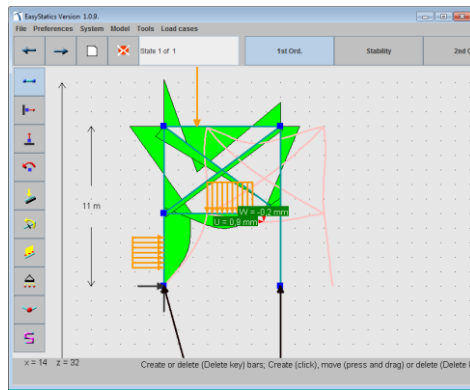 EasyStatics Version 1.0.0.
File Preferences System Model Tools Load cases
State 1 of 1
1st Ord.
Stability
2nd
11 m
W = -0,2 mm
U = 0,9 mm
x = 14 z = 32
Create or delete (Delete key) bars; Create (click), move (press and drag) or delete (Delete